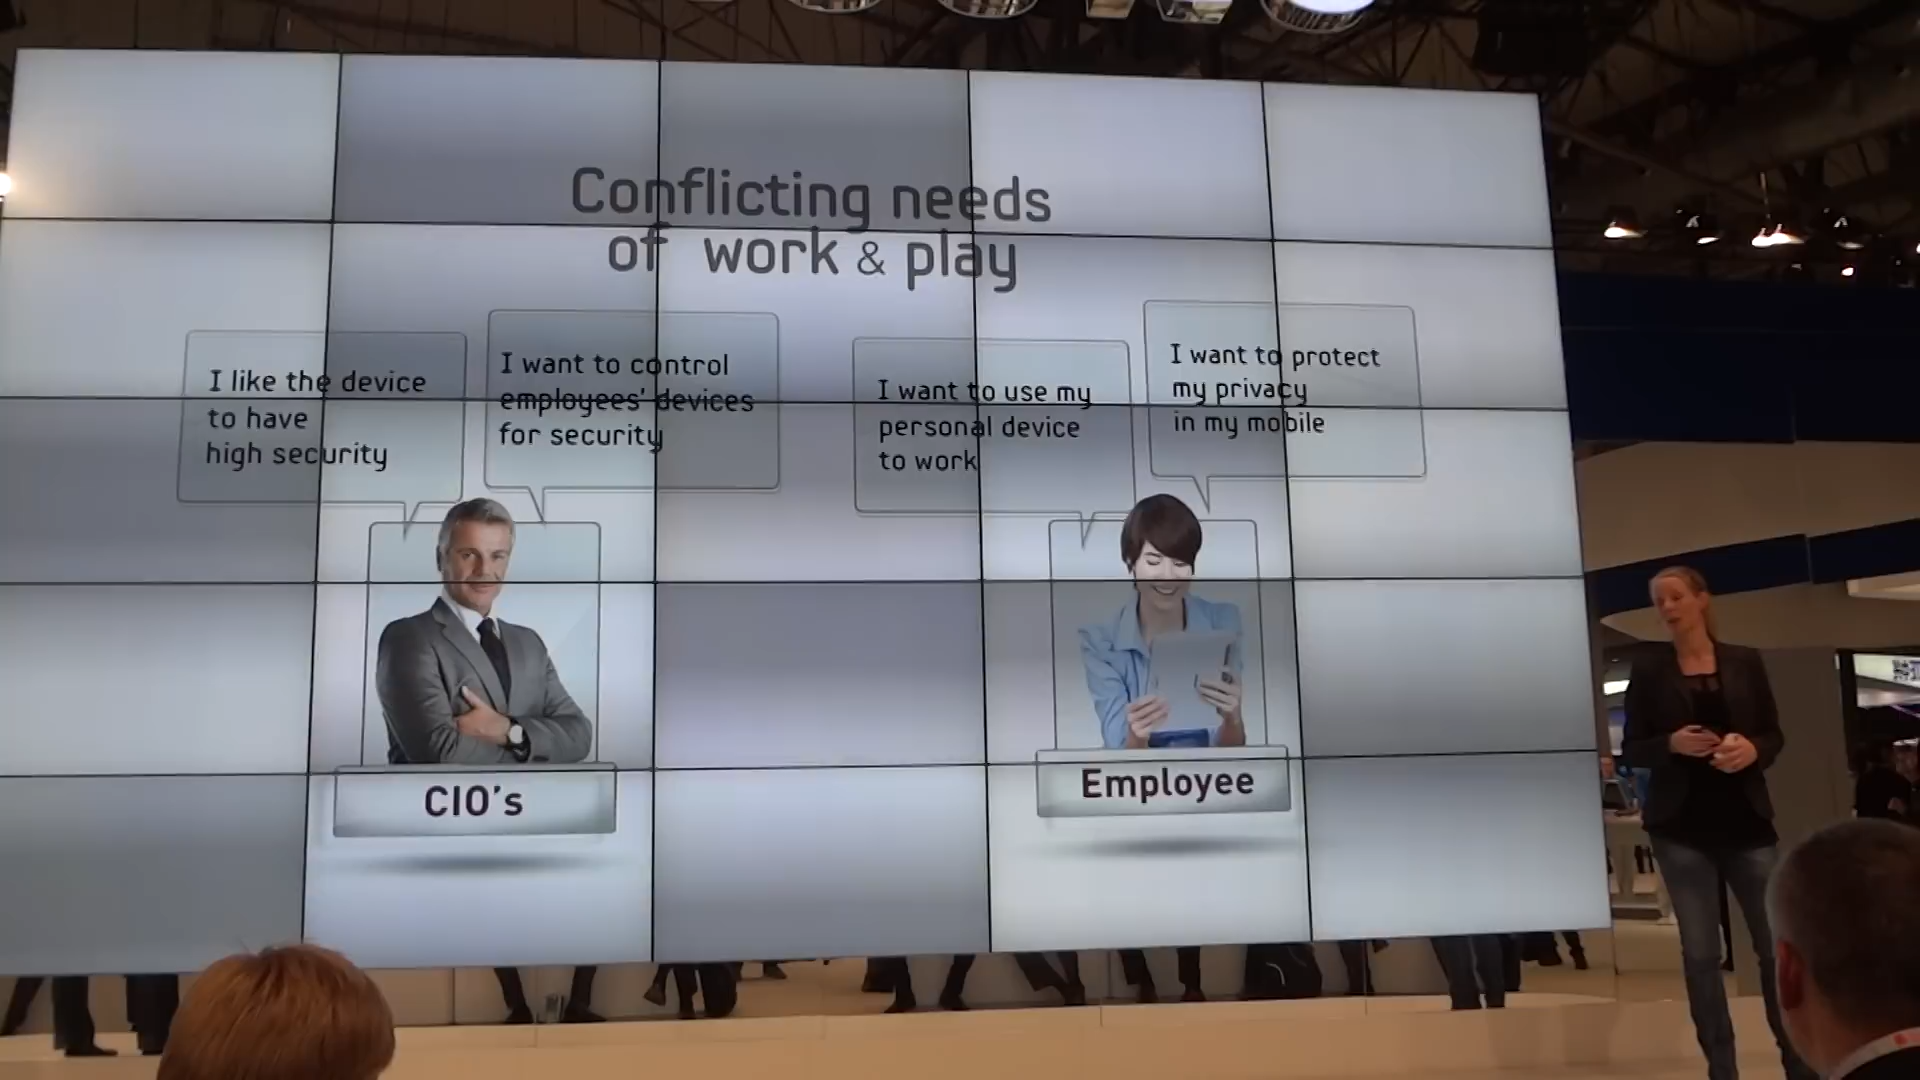 Conflicting needs
of work & play
I like the device
to have
high security
I want to control
employees' devices
for security
I want to use my
personal device
to work
I want to protect
my privacy
in my mobile
CIO's
Employee